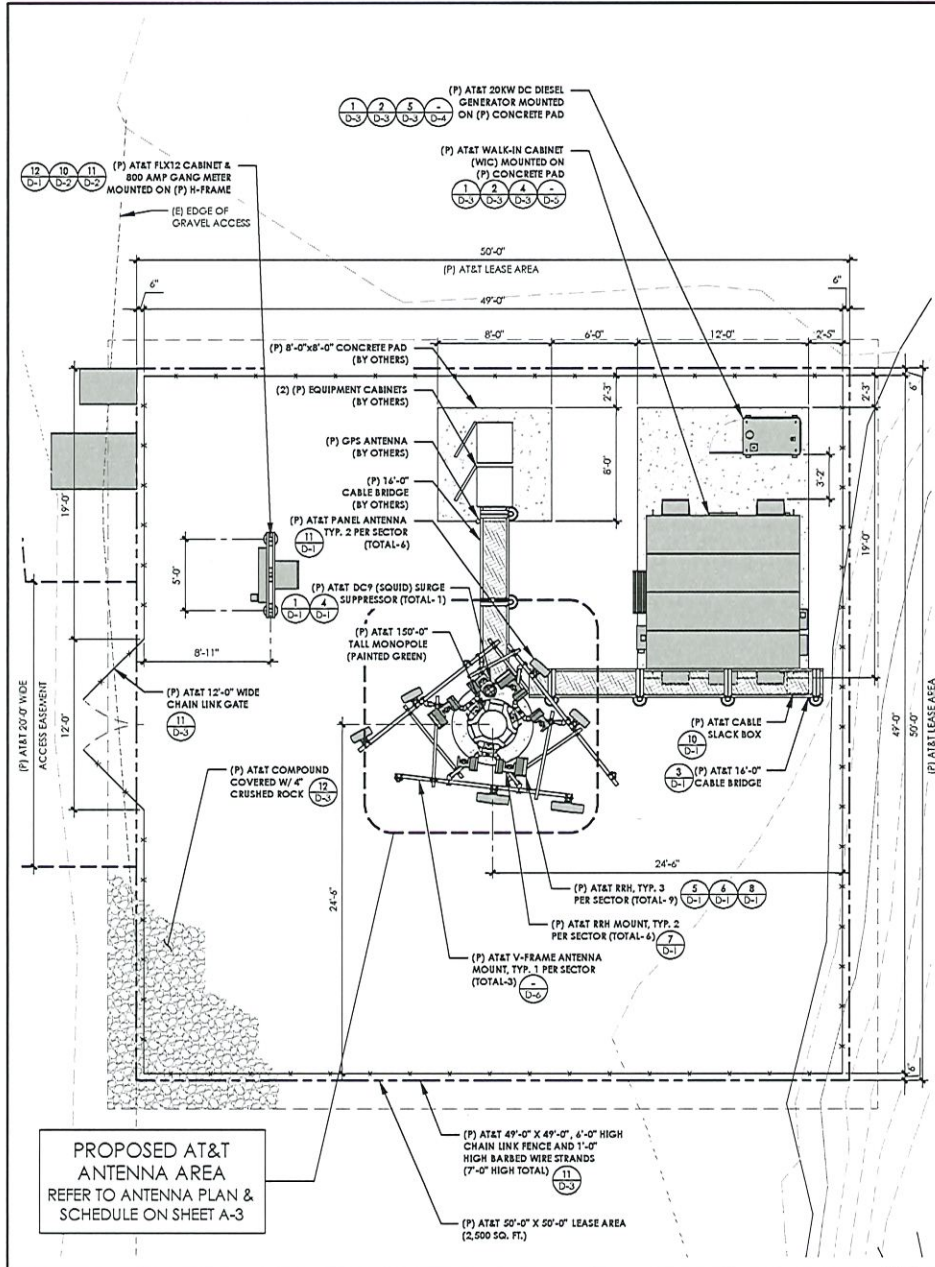 (P) AT&T 20KW DC DIESEL
GENERATOR MOUNTED
ON (P) CONCRETE PAD
1 2 5 -
D-3 D-3 D-3 D-4
(P) AT&T WALK-IN CABINET
(WIC) MOUNTED ON
(P) CONCRETE PAD
1 2 4 -
D-3 D-3 D-3 D-5
12 10 11
D-1 D-2 D-2
(P) AT&T FLX12 CABINET &
800 AMP GANG METER
MOUNTED ON (P) H-FRAME
(E) EDGE OF
GRAVEL ACCESS
50'-0"
(P) AT&T LEASE AREA
6"
49'-0"
6"
8'-0"
6'-0"
12'-0"
2'-5"
(P) 8'-0"x8'-0" CONCRETE PAD
(BY OTHERS)
(2) (P) EQUIPMENT CABINETS
(BY OTHERS)
(P) GPS ANTENNA
(BY OTHERS)
(P) 16'-0"
CABLE BRIDGE
(BY OTHERS)
(P) AT&T PANEL ANTENNA
TYP. 2 PER SECTOR
(TOTAL-6)
11
D-1
(P) AT&T DC9 (SQUID) SURGE
SUPPRESSOR (TOTAL- 1)
1 4
D-1 D-1
(P) AT&T 150'-0"
TALL MONOPOLE
(PAINTED GREEN)
2'-3"
8'-0"
2'-3"
6"
3'-2"
19'-0"
19'-0"
5'-0"
8'-11"
(P) AT&T 12'-0" WIDE
CHAIN LINK GATE
11
D-3
(P) AT&T 20'-0" WIDE
ACCESS EASEMENT
12'-0"
(P) AT&T COMPOUND
COVERED W/ 4"
CRUSHED ROCK
12
D-3
(P) AT&T CABLE
SLACK BOX
10
D-1
3
D-1
(P) AT&T 16'-0"
CABLE BRIDGE
49'-0"
50'-0"
(P) AT&T LEASE AREA
24'-6"
24'-6"
(P) AT&T RRH, TYP. 3
PER SECTOR (TOTAL- 9)
5 6 8
D-1 D-1 D-1
(P) AT&T RRH MOUNT, TYP. 2
PER SECTOR (TOTAL-6)
7
D-1
(P) AT&T V-FRAME ANTENNA
MOUNT, TYP. 1 PER SECTOR
(TOTAL-3)
-
D-6
6"
PROPOSED AT&T
ANTENNA AREA
REFER TO ANTENNA PLAN &
SCHEDULE ON SHEET A-3
(P) AT&T 49'-0" X 49'-0", 6'-0" HIGH
CHAIN LINK FENCE AND 1'-0"
HIGH BARBED WIRE STRANDS
(7'-0" HIGH TOTAL)
11
D-3
(P) AT&T 50'-0" X 50'-0" LEASE AREA
(2,500 SQ. FT.)